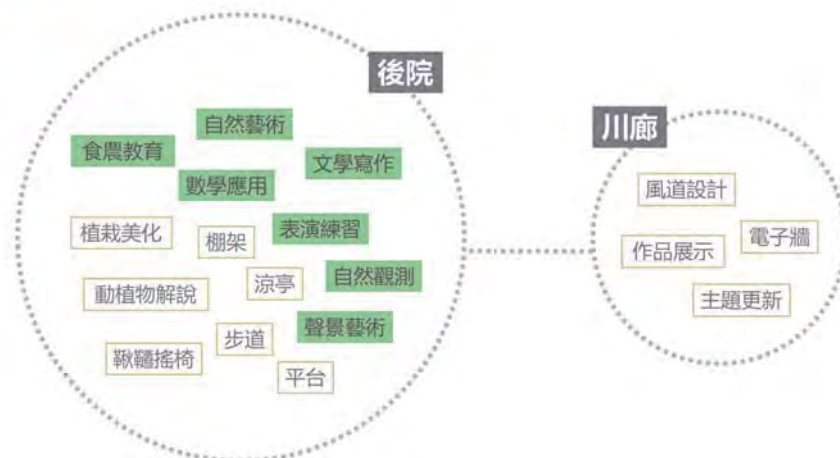 後院
自然藝術
食農教育
文學寫作
數學應用
植栽美化
棚架
表演練習
動植物解說
涼亭
自然觀測
步道
聲景藝術
鞦韆搖椅
平台
川廊
風道設計
作品展示
電子牆
主題更新